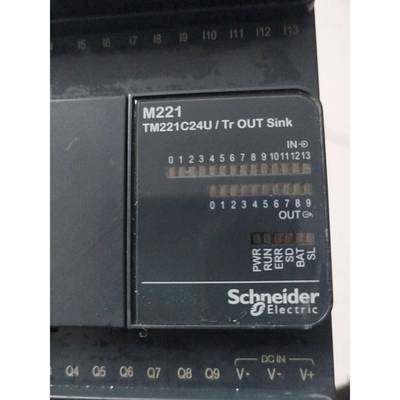 I5 I6 I7 I8 I9 I10 I11 I12 I13
M221
TM221C24U / Tr OUT Sink
IN
0 1 2 3 4 5 6 7 8 9 10 11 12 13
0 1 2 3 4 5 6 7 8 9
OUT
PWR RUN ERR SD BAT SL
Schneider
Electric
DC IN
Q4 Q5 Q6 Q7 Q8 Q9 V- V- V+